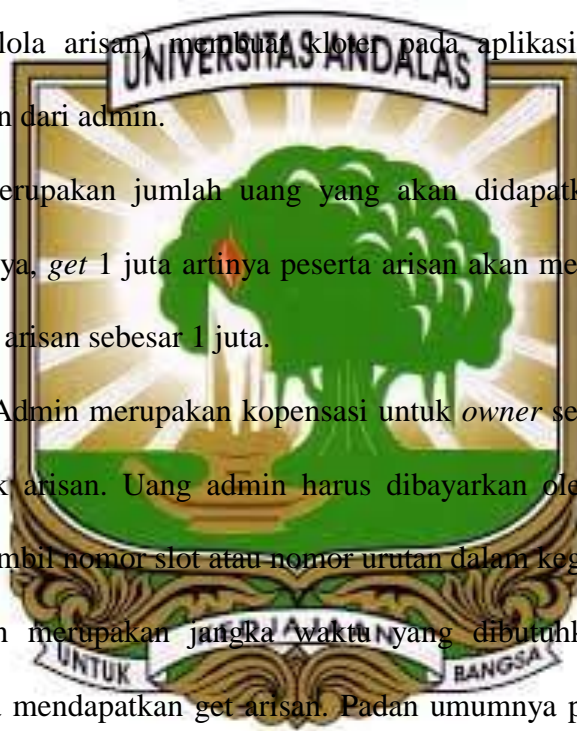 lola arisan) membuat kloter pada aplikasi
UNIVERSITAS ANDALAS
n dari admin.
erupakan jumlah uang yang akan didapatk
ya, get 1 juta artinya peserta arisan akan me
arisan sebesar 1 juta.
Admin merupakan kopensasi untuk owner se
k arisan. Uang admin harus dibayarkan ole
mbil nomor slot atau nomor urutan dalam keg
n merupakan jangka waktu yang dibutuhk
UNTUK KEDJAJAAN BANGSA
mendapatkan get arisan. Padan umumnya p